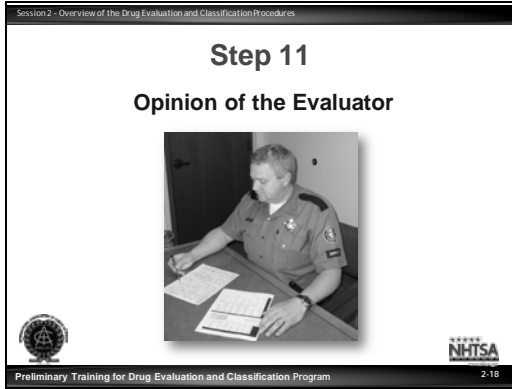 Session 2 – Overview of the Drug Evaluation and Classification Procedures
Step 11
Opinion of the Evaluator
NHTSA
Preliminary Training for Drug Evaluation and Classification Program
2-18